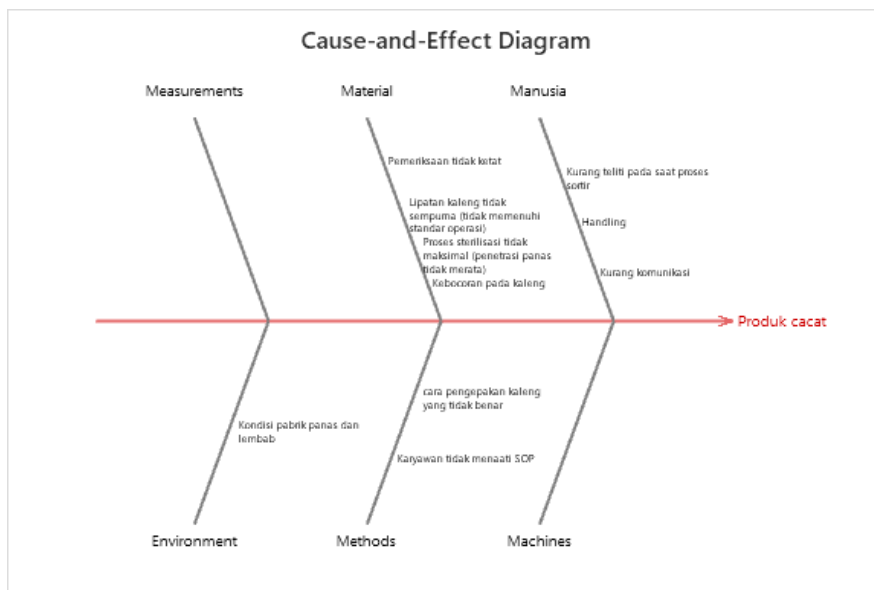 Cause-and-Effect Diagram
Measurements
Material
Manusia
Pemeriksaan tidak ketat
Kurang teliti pada saat proses
sortir
Lipatan kaleng tidak
sempurna (tidak memenuhi
standar operasi)
Handling
Proses sterilisasi tidak
maksimal (penetrasi panas
tidak merata)
Kurang komunikasi
Kebocoran pada kaleng
Produk cacat
cara pengepakan kaleng
yang tidak benar
Kondisi pabrik panas dan
lembab
Karyawan tidak menaati SOP
Environment
Methods
Machines